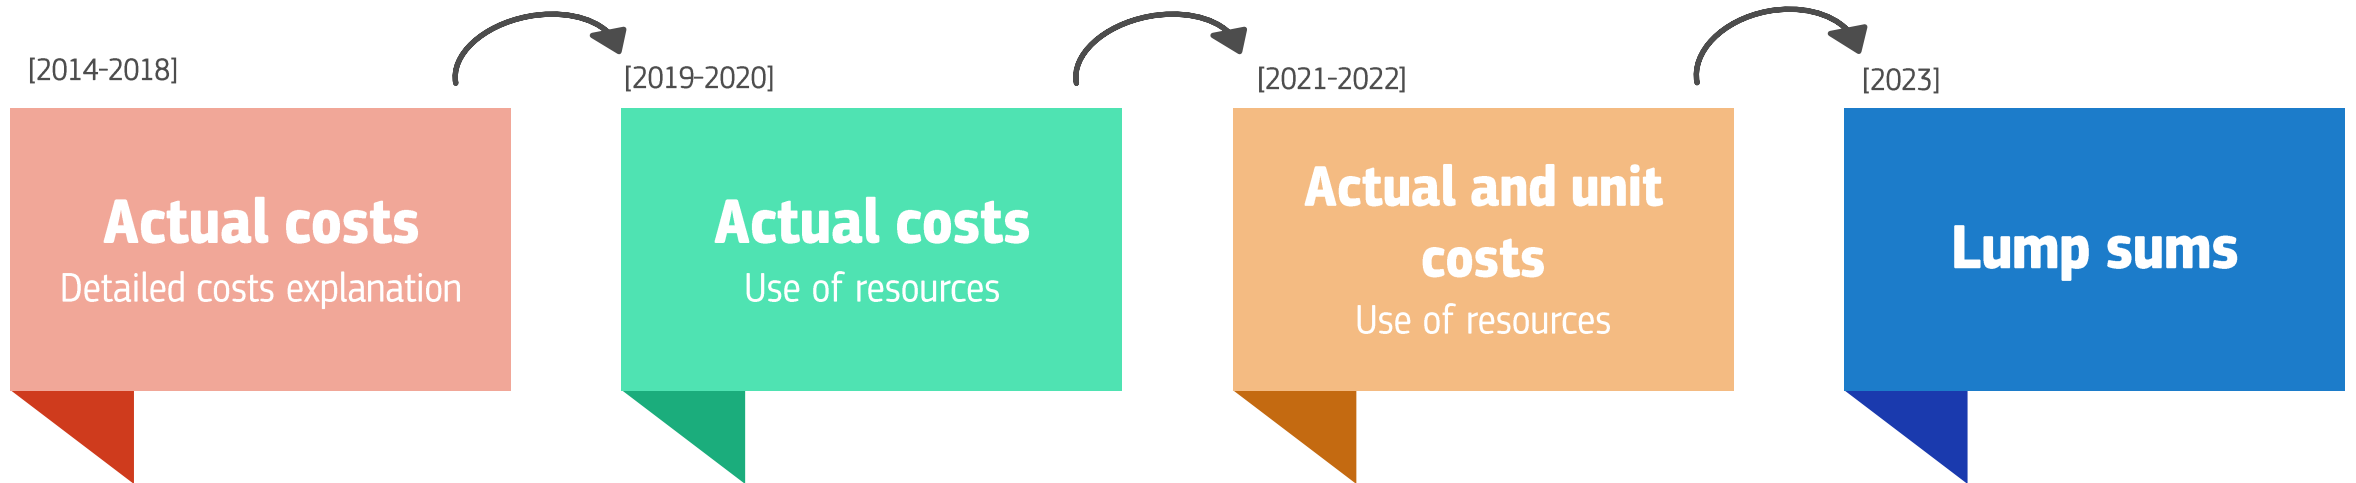 [2014-2018]
Actual costs
Detailed costs explanation
[2019-2020]
Actual costs
Use of resources
[2021-2022]
Actual and unit
costs
Use of resources
[2023]
Lump sums